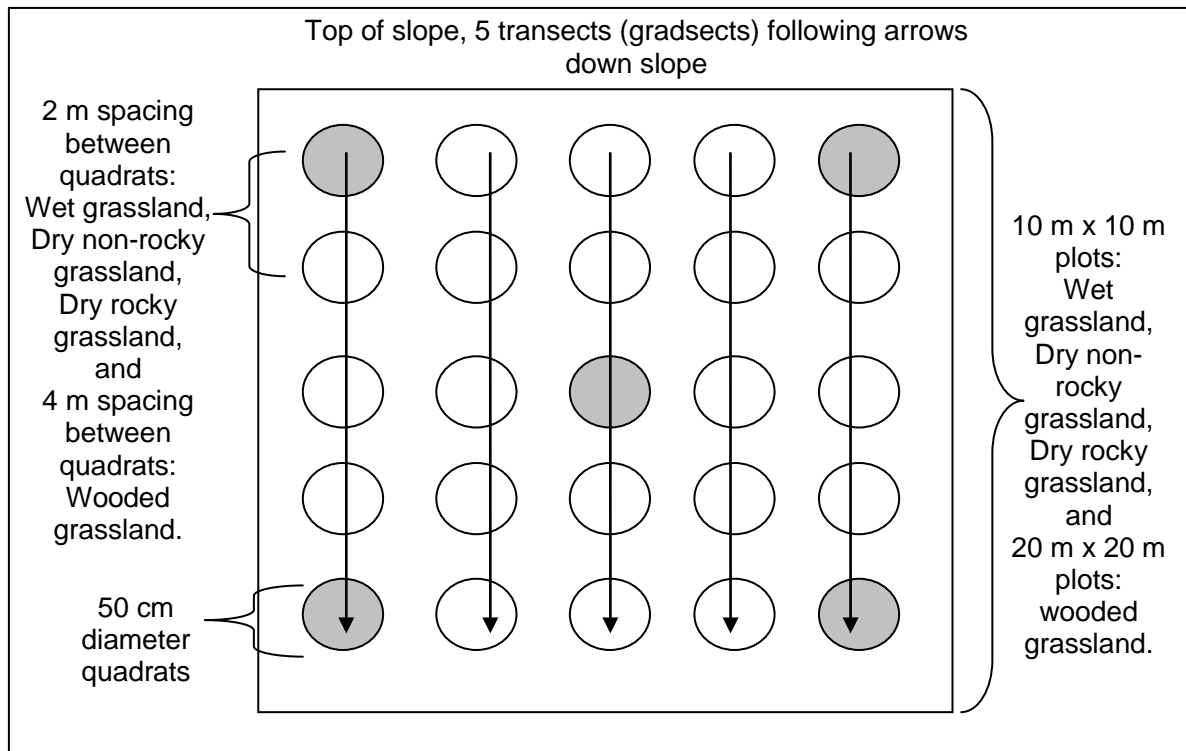 Top of slope, 5 transects (gradsects) following arrows
down slope
2 m spacing
between
quadrats:
Wet grassland,
Dry non-rocky
grassland,
Dry rocky
grassland,
and
4 m spacing
between
quadrats:
Wooded
grassland.
50 cm
diameter
quadrats
10 m x 10 m
plots:
Wet
grassland,
Dry non-
rocky
grassland,
Dry rocky
grassland,
and
20 m x 20 m
plots:
wooded
grassland.